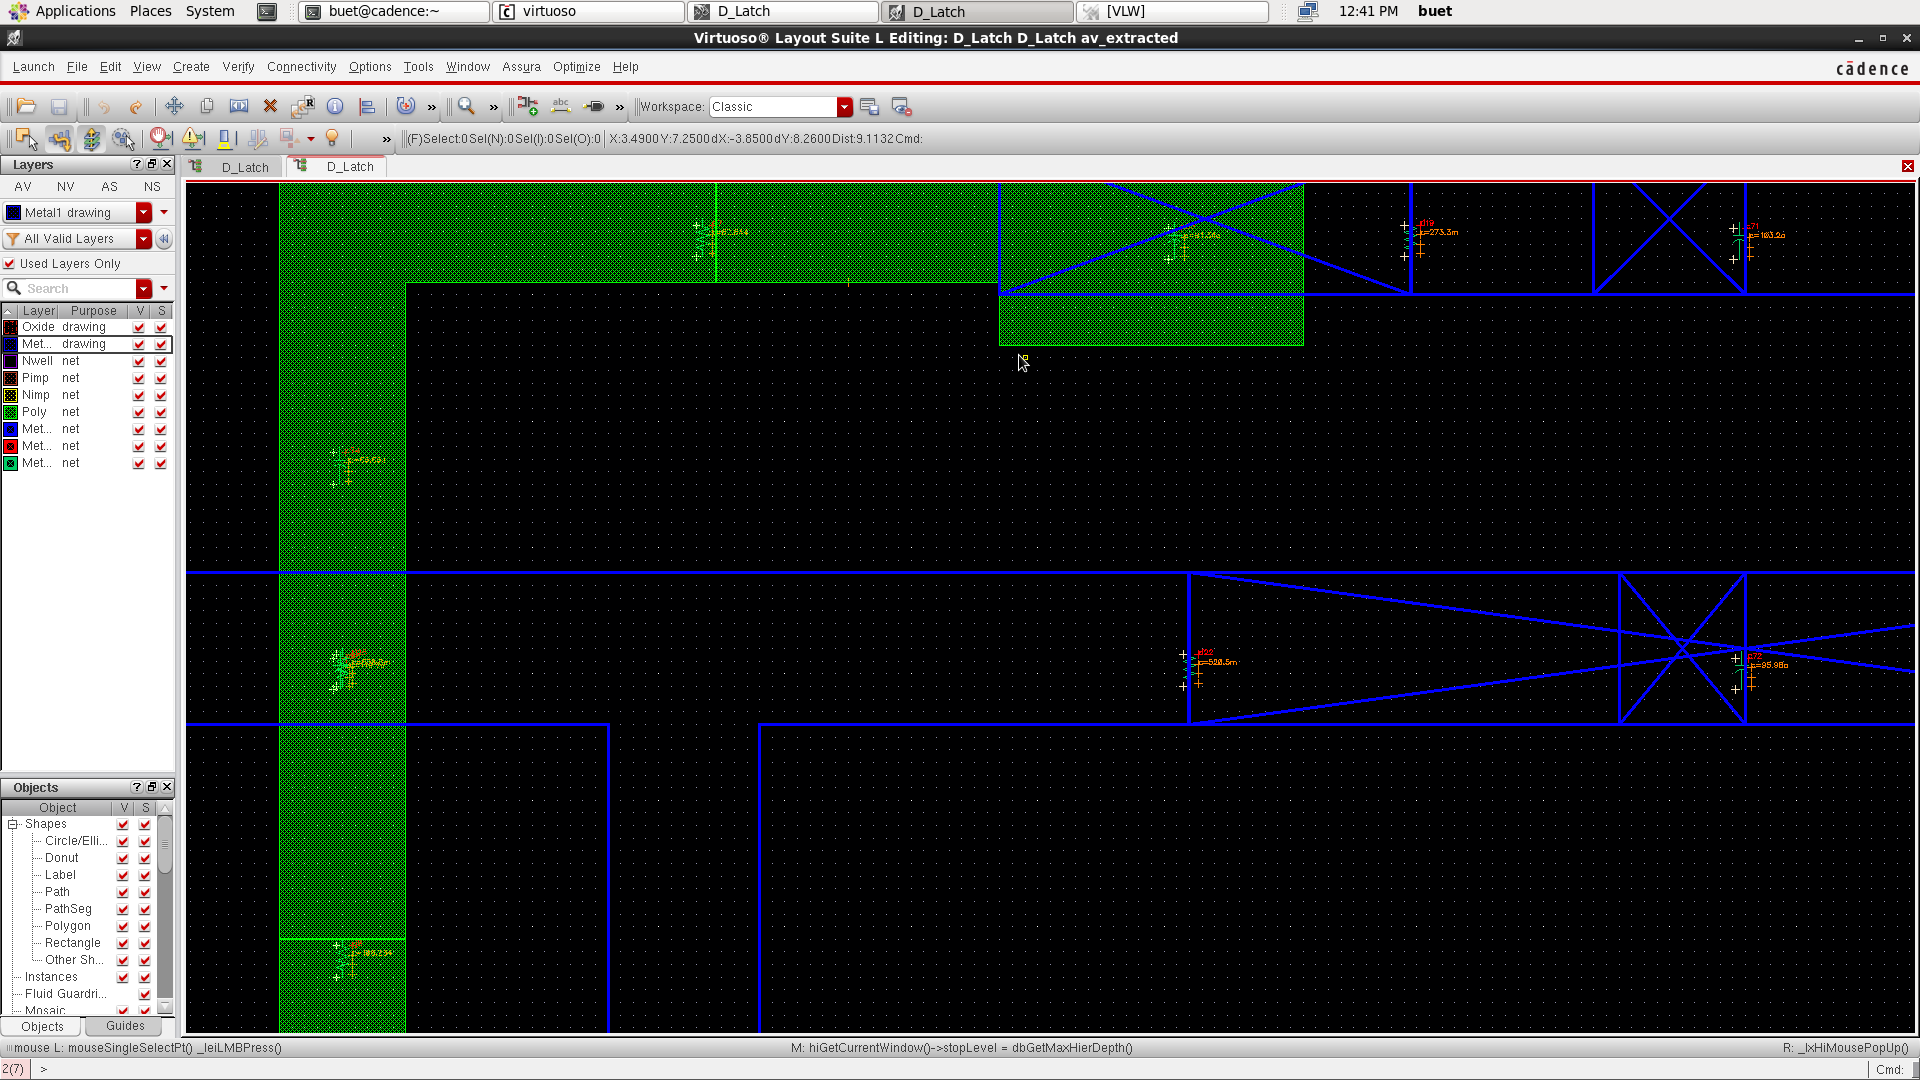 Applications Places System buet@cadence:~ virtuoso D_Latch D_Latch [VLW] 12:41 PM buet
Virtuoso® Layout Suite L Editing: D_Latch D_Latch av_extracted
Launch File Edit View Create Verify Connectivity Options Tools Window Assura Optimize Help cādence
» » » Workspace: Classic
» (F)Select:0 Sel(N):0 Sel(I):0 Sel(O):0 X:3.4900 Y:7.2500 dX:-3.8500 dY:8.2600 Dist:9.1132 Cmd:
Layers
D_Latch D_Latch
AV NV AS NS
Metal1 drawing
All Valid Layers
Used Layers Only
Search
Layer Purpose V S
Oxide drawing
Met... drawing
Nwell net
Pimp net
Nimp net
Poly net
Met... net
Met... net
Met... net
r=273.3m
r=520.5m
Objects
Object V S
Shapes
Circle/Elli...
Donut
Label
Path
PathSeg
Polygon
Rectangle
Other Sh...
Instances
Fluid Guardri...
Mosaic
Objects Guides
mouse L: mouseSingleSelectPt() _leiLMBPress() M: hiGetCurrentWindow()->stopLevel = dbGetMaxHierDepth() R: _lxHiMousePopUp()
2(7) > Cmd: